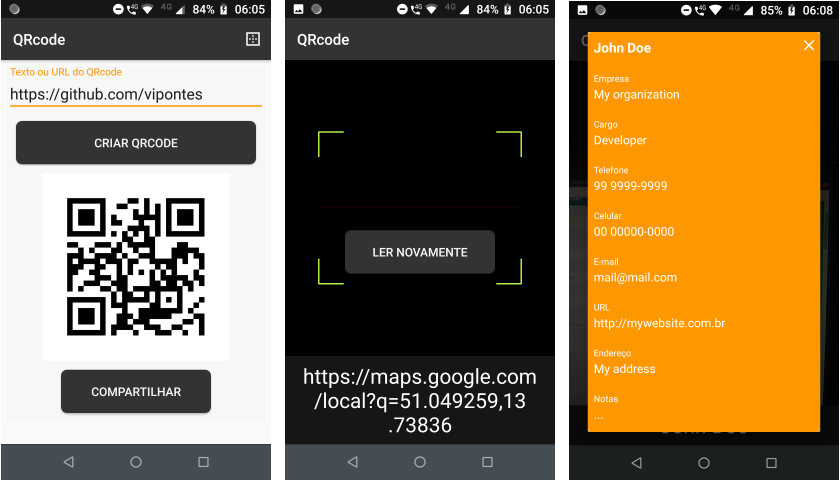 4G 4G 84% 06:05
QRcode
Texto ou URL do QRcode
https://github.com/vipontes
CRIAR QRCODE
COMPARTILHAR
4G 4G 84% 06:05
QRcode
LER NOVAMENTE
https://maps.google.com
/local?q=51.049259,13
.73836
4G 4G 85% 06:08
John Doe
Empresa
My organization
Cargo
Developer
Telefone
99 9999-9999
Celular
00 00000-0000
E-mail
mail@mail.com
URL
http://mywebsite.com.br
Endereço
My address
Notas
...